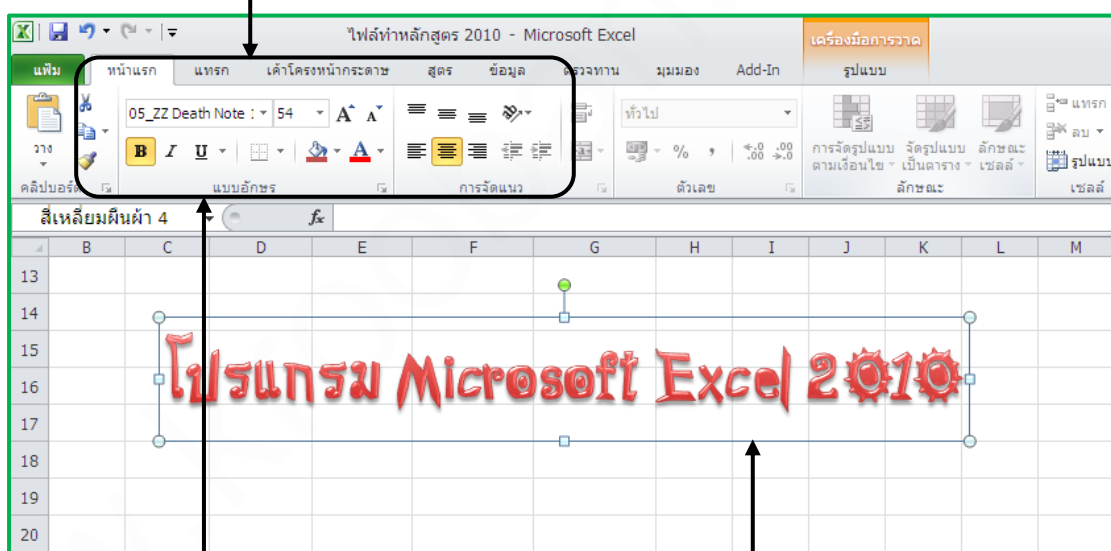 ไฟล์ทำหลักสูตร 2010 - Microsoft Excel
เครื่องมือการวาด
แฟ้ม หน้าแรก แทรก เค้าโครงหน้ากระดาษ สูตร ข้อมูล ตรวจทาน มุมมอง Add-In รูปแบบ
05_ZZ Death Note 54 A A ทั่วไป แทรก
วาง B I U A % , .0 .00 .00 .0 การจัดรูปแบบ จัดรูปแบบ ลักษณะ ลบ
ตามเงื่อนไข เป็นตาราง เซลล์ รูปแบบ
คลิปบอร์ด แบบอักษร การจัดแนว ตัวเลข ลักษณะ เซลล์
สี่เหลี่ยมผืนผ้า 4 fx
B C D E F G H I J K L M
13
14
15
16
โปรแกรม Microsoft Excel 2010
17
18
19
20